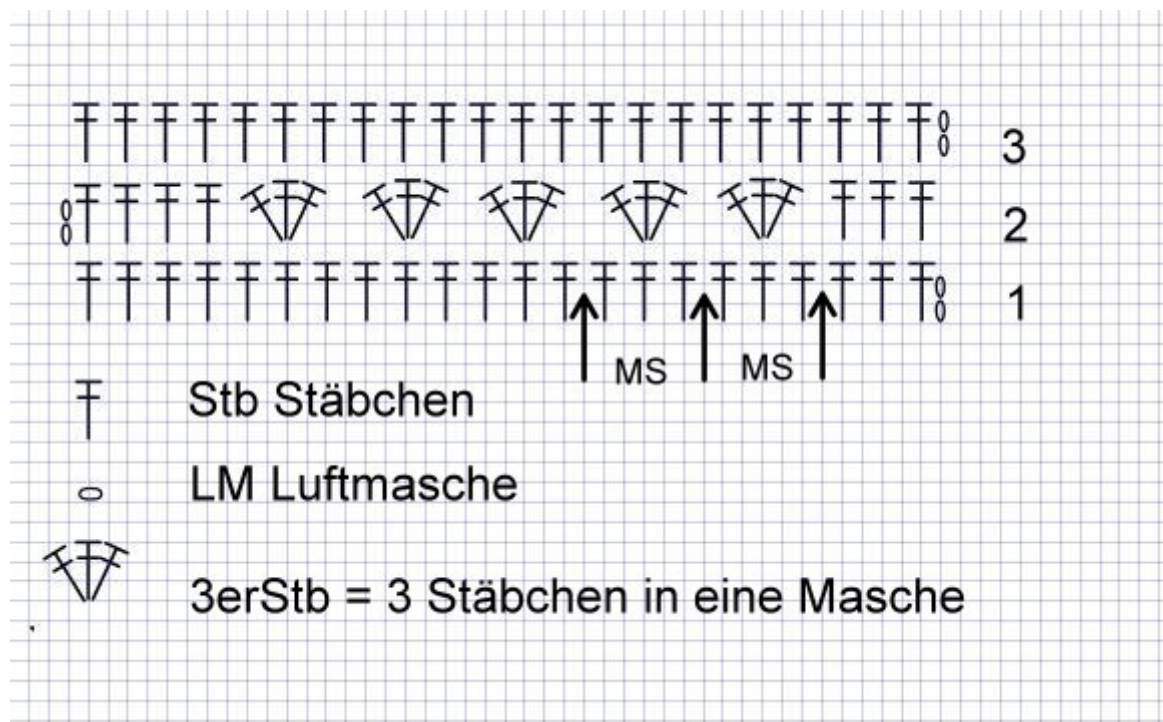 3
2
1
MS MS
Stb Stäbchen
LM Luftmasche
3erStb = 3 Stäbchen in eine Masche